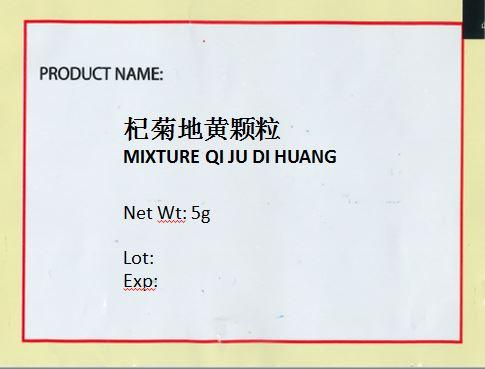 PRODUCT NAME:
杞菊地黄颗粒
MIXTURE QI JU DI HUANG
Net Wt: 5g
Lot:
Exp: